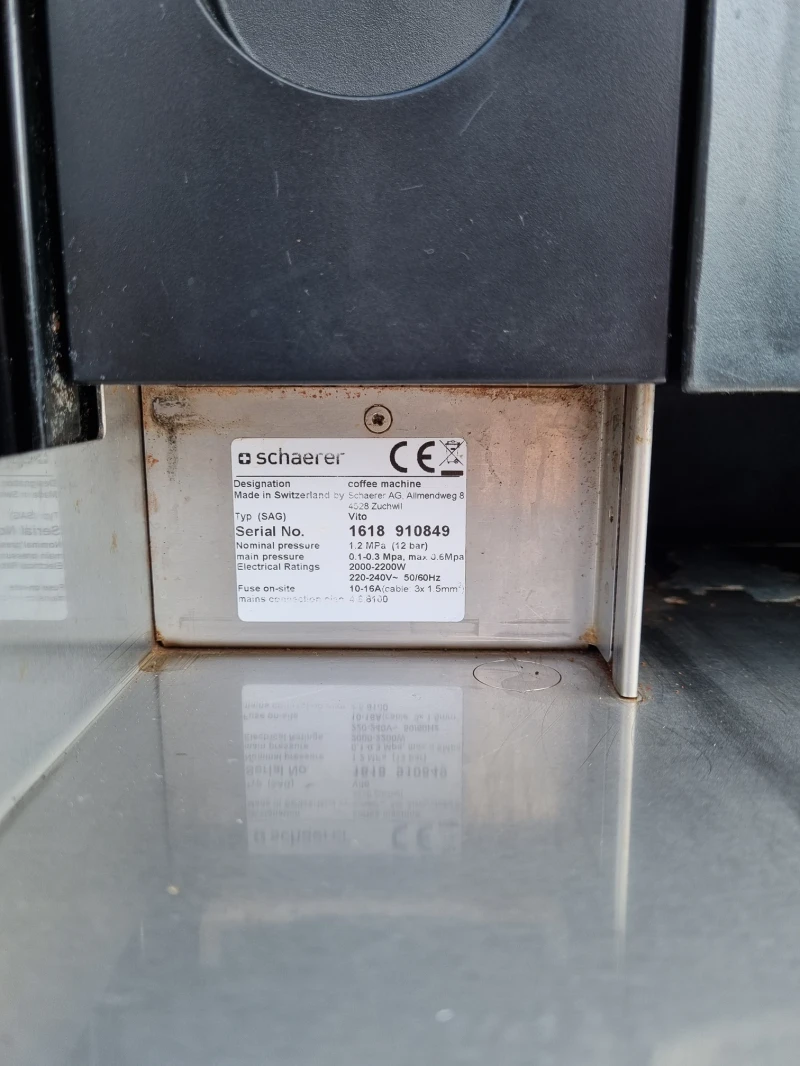 schaerer CE
Designation coffee machine
Made in Switzerland by Schaerer AG, Allmendweg 8
4528 Zuchwil
Typ (SAG) Vito
Serial No. 1618 910849
Nominal pressure 1.2 MPa (12 bar)
main pressure 0.1-0.3 Mpa, max 0.6Mpa
Electrical Ratings 2000-2200W
220-240V~ 50/60Hz
Fuse on-site 10-16A(cable 3x 1.5mm²)
mains connection